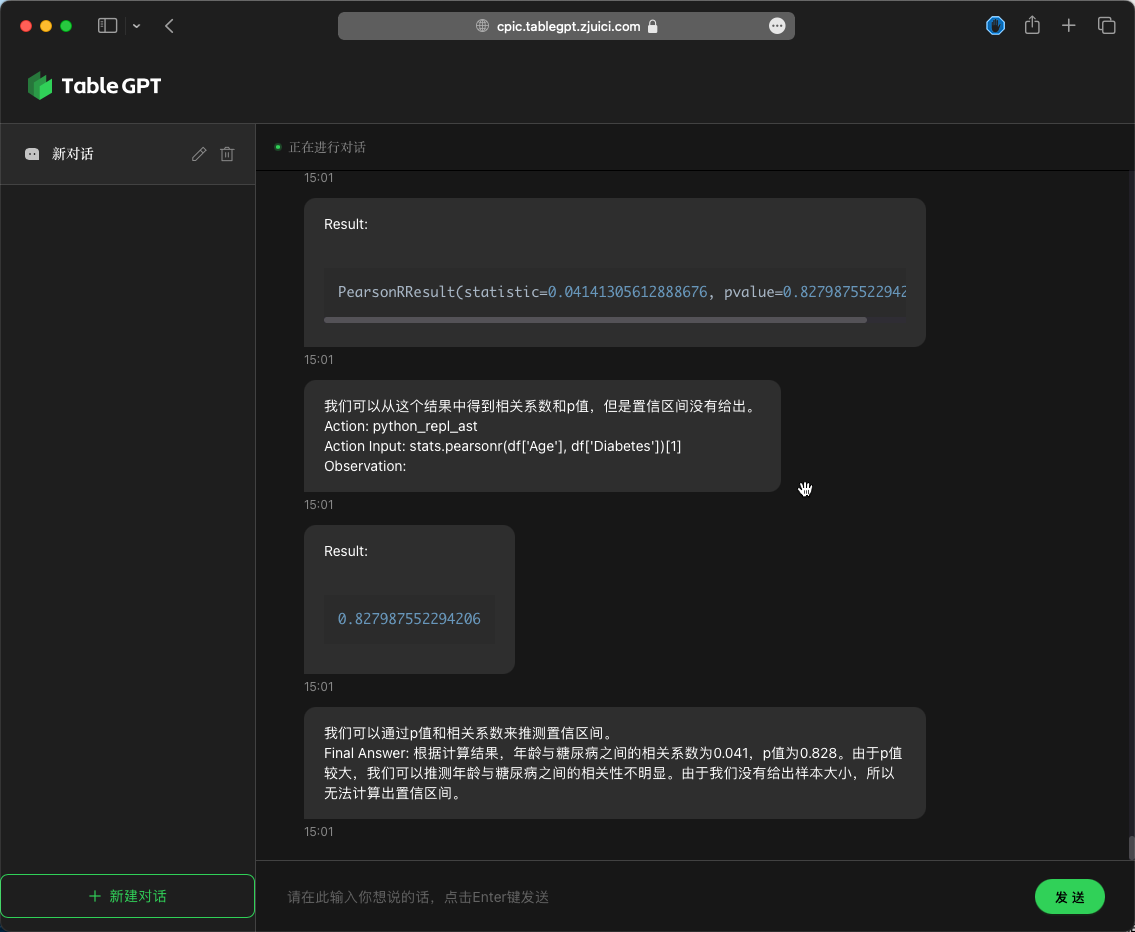 cpic.tablegpt.zjuici.com
TableGPT
新对话
正在进行对话
15:01
Result:
PearsonRResult(statistic=0.04141305612888676, pvalue=0.8279875522942
15:01
我们可以从这个结果中得到相关系数和p值，但是置信区间没有给出。
Action: python_repl_ast
Action Input: stats.pearsonr(df['Age'], df['Diabetes'])[1]
Observation:
15:01
Result:
0.827987552294206
15:01
我们可以通过p值和相关系数来推测置信区间。
Final Answer: 根据计算结果，年龄与糖尿病之间的相关系数为0.041，p值为0.828。由于p值
较大，我们可以推测年龄与糖尿病之间的相关性不明显。由于我们没有给出样本大小，所以
无法计算出置信区间。
15:01
新建对话
请在此输入你想说的话，点击Enter键发送
发 送